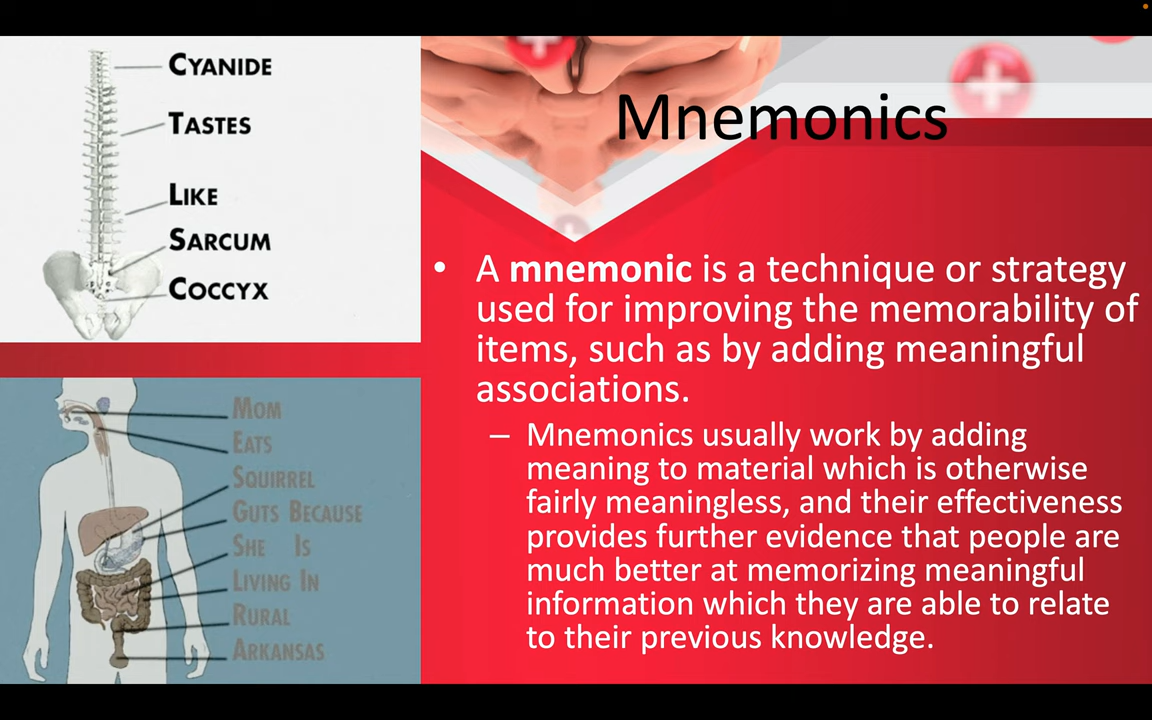 CYANIDE
TASTES
LIKE
SARCUM
COCCYX
MOM
EATS
SQUIRREL
GUTS BECAUSE
SHE IS
LIVING IN
RURAL
ARKANSAS
Mnemonics
• A mnemonic is a technique or strategy
used for improving the memorability of
items, such as by adding meaningful
associations.
– Mnemonics usually work by adding
meaning to material which is otherwise
fairly meaningless, and their effectiveness
provides further evidence that people are
much better at memorizing meaningful
information which they are able to relate
to their previous knowledge.